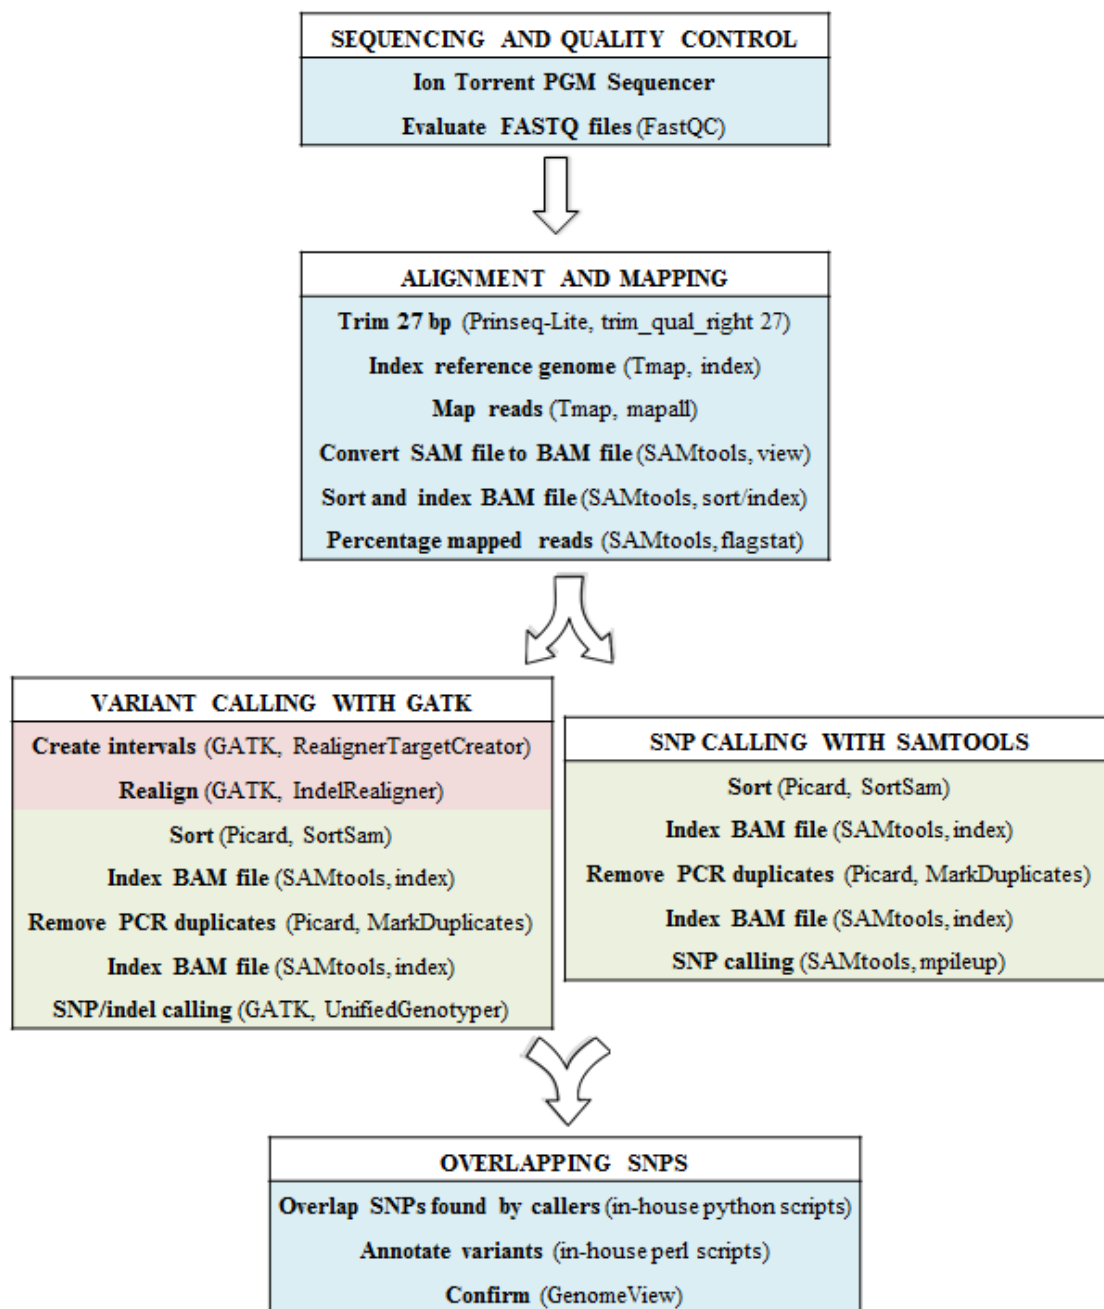 SEQUENCING AND QUALITY CONTROL
Ion Torrent PGM Sequencer
Evaluate FASTQ files (FastQC)
ALIGNMENT AND MAPPING
Trim 27 bp (Prinseq-Lite, trim_qual_right 27)
Index reference genome (Tmap, index)
Map reads (Tmap, mapall)
Convert SAM file to BAM file (SAMtools, view)
Sort and index BAM file (SAMtools, sort/index)
Percentage mapped reads (SAMtools, flagstat)
VARIANT CALLING WITH GATK
Create intervals (GATK, RealignerTargetCreator)
Realign (GATK, IndelRealigner)
Sort (Picard, SortSam)
Index BAM file (SAMtools, index)
Remove PCR duplicates (Picard, MarkDuplicates)
Index BAM file (SAMtools, index)
SNP/indel calling (GATK, UnifiedGenotyper)
SNP CALLING WITH SAMTOOLS
Sort (Picard, SortSam)
Index BAM file (SAMtools, index)
Remove PCR duplicates (Picard, MarkDuplicates)
Index BAM file (SAMtools, index)
SNP calling (SAMtools, mpileup)
OVERLAPPING SNPS
Overlap SNPs found by callers (in-house python scripts)
Annotate variants (in-house perl scripts)
Confirm (GenomeView)